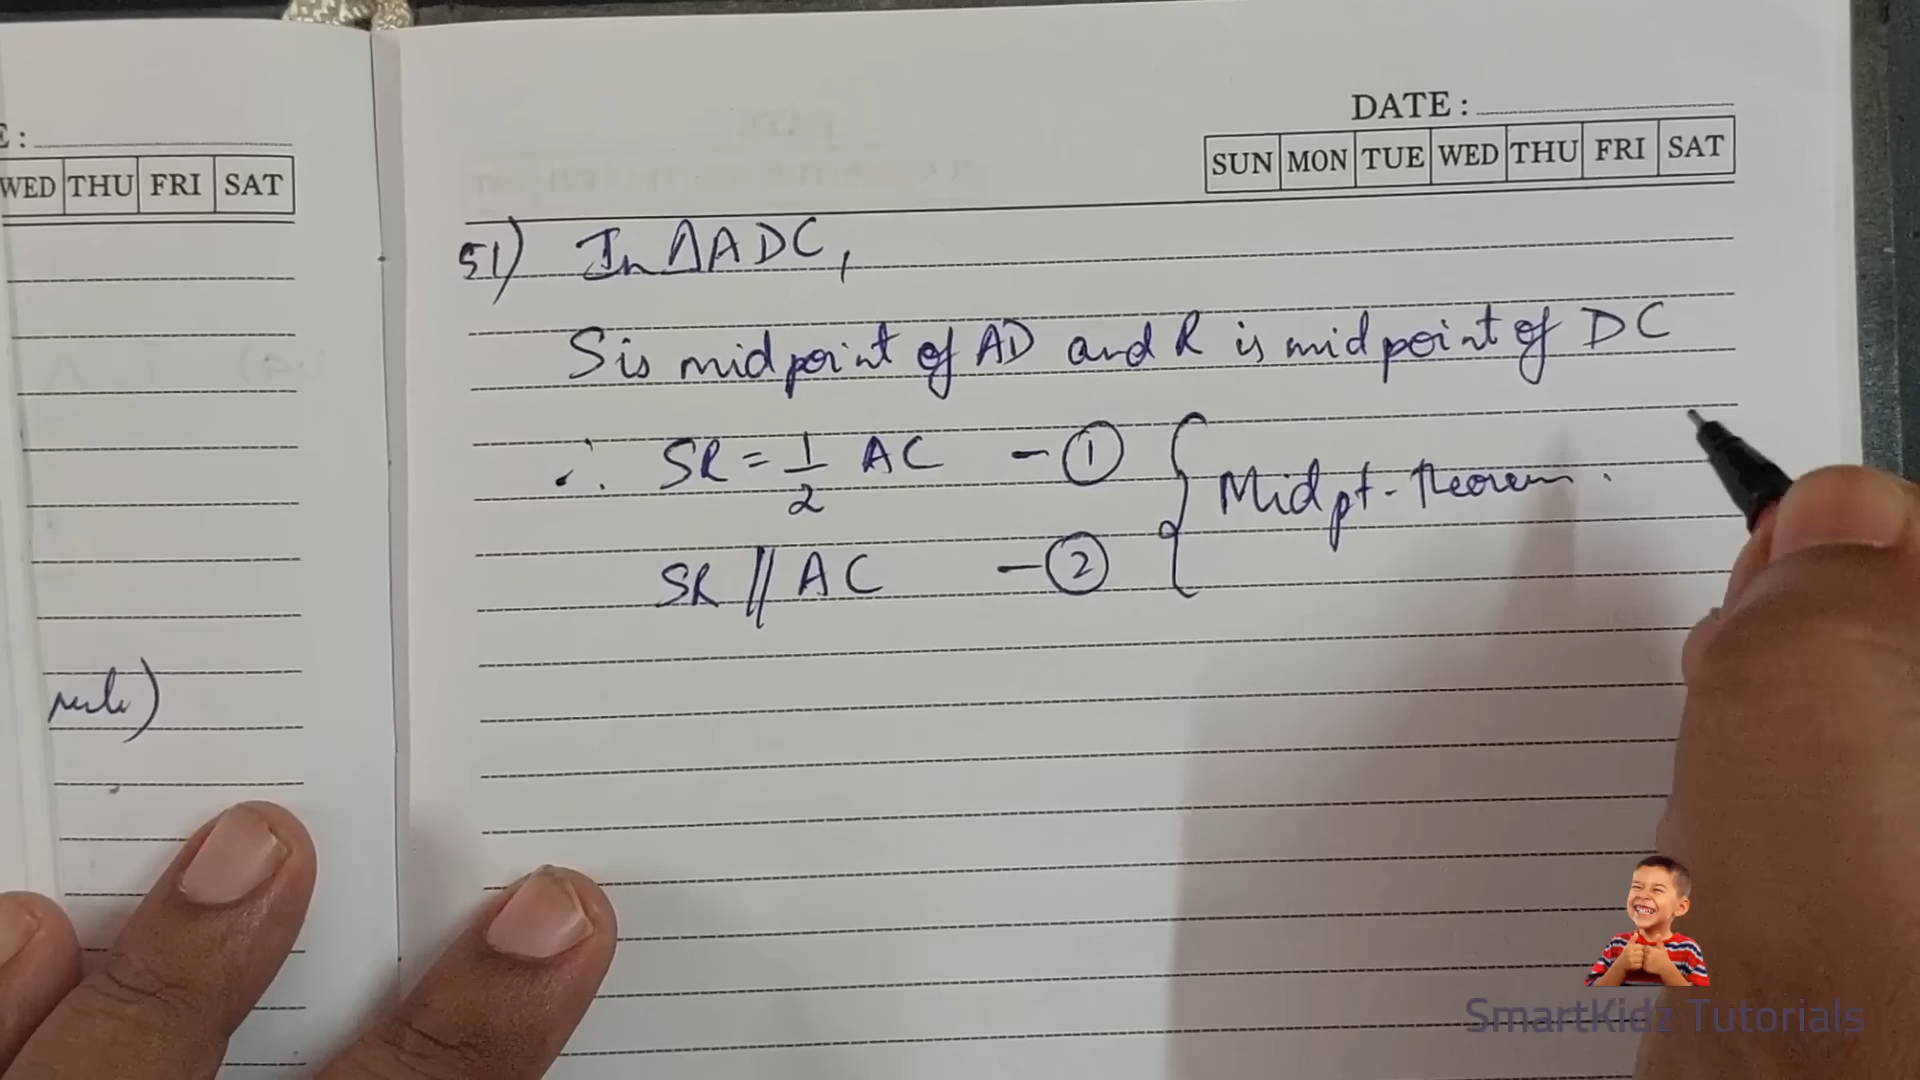 E :
WED THU FRI SAT
rule)
DATE :
SUN MON TUE WED THU FRI SAT
51) In △ADC,
S is midpoint of AD and R is midpoint of DC
∴ SR = 1/2 AC - ①
Midpt. theorem.
SR || AC - ②
SmartKidz Tutorials